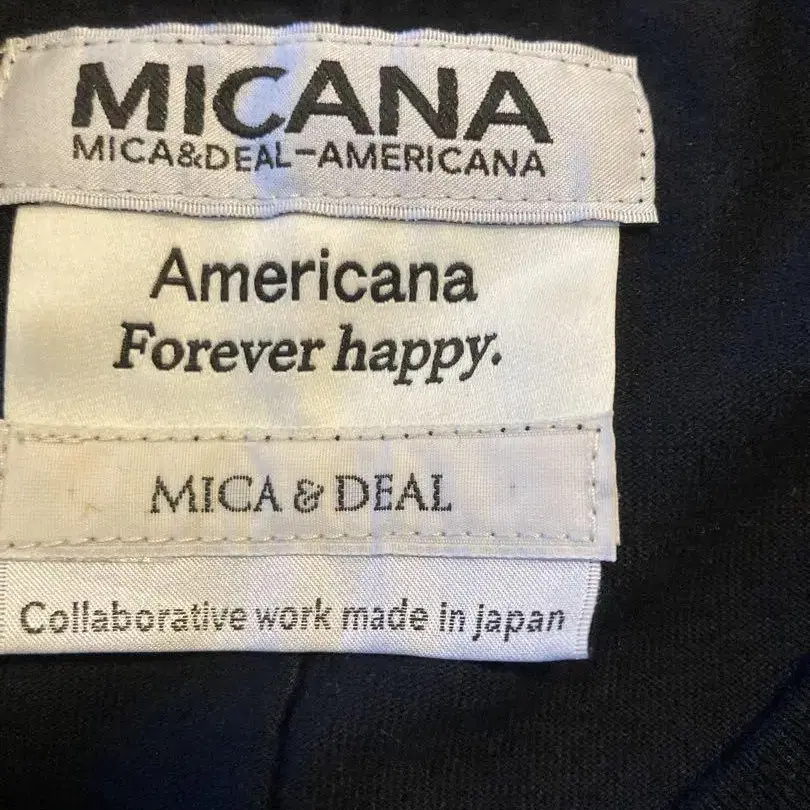 MICANA
MICA&DEAL-AMERICANA
Americana
Forever happy.
MICA & DEAL
Collaborative work made in japan